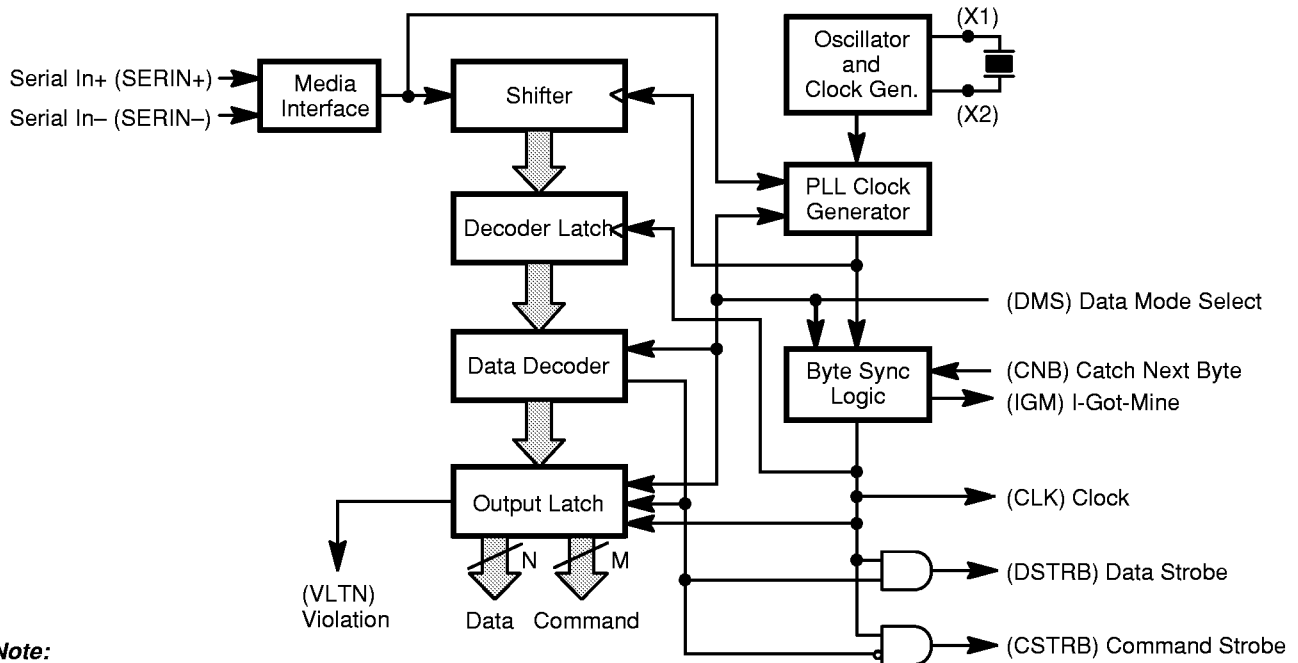 (X1)
Oscillator
and
Clock Gen.
(X2)
Serial In+ (SERIN+)
Serial In– (SERIN–)
Media
Interface
Shifter
PLL Clock
Generator
Decoder Latch
(DMS) Data Mode Select
Data Decoder
Byte Sync
Logic
(CNB) Catch Next Byte
(IGM) I-Got-Mine
Output Latch
(CLK) Clock
N
M
(VLTN)
Violation
Data
Command
(DSTRB) Data Strobe
(CSTRB) Command Strobe
Note: